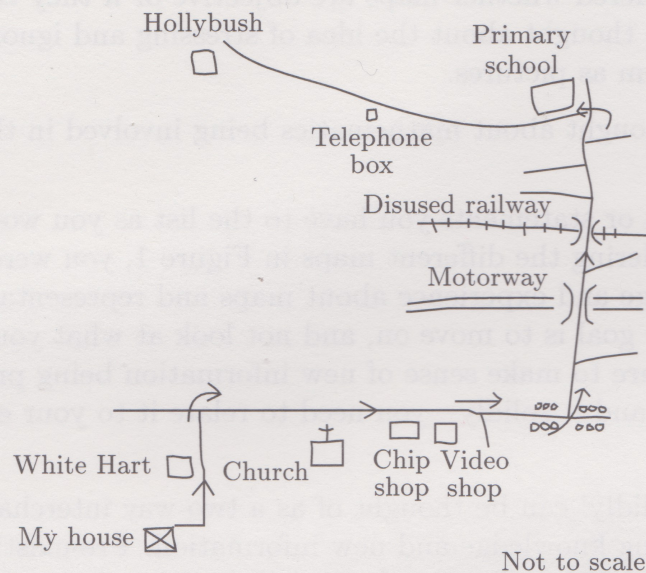 Hollybush
Primary
school
Telephone
box
Disused railway
Motorway
White Hart
Church
Chip
shop
Video
shop
My house
Not to scale